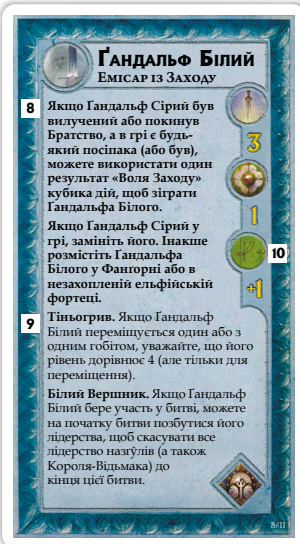 Ґандальф Білий
Емісар із Заходу
8
Якщо Ґандальф Сірий був
вилучений або покинув
Братство, а в грі є будь-
який посіпака (або був),
можете використати один
результат «Воля Заходу»
кубика дій, щоб зіграти
Ґандальфа Білого.
Якщо Ґандальф Сірий у
грі, замініть його. Інакше
розмістіть Ґандальфа
Білого у Фанґорні або в
незахопленій ельфійській
фортеці.
3
1
10
+1
9
Тіньогрив. Якщо Ґандальф
Білий переміщується один або з
одним гобітом, уважайте, що його
рівень дорівнює 4 (але тільки для
переміщення).
Білий Вершник. Якщо Ґандальф
Білий бере участь у битві, можете
на початку битви позбутися його
лідерства, щоб скасувати все
лідерство назґулів (а також
Короля-Відьмака) до
кінця цієї битви.
8/II